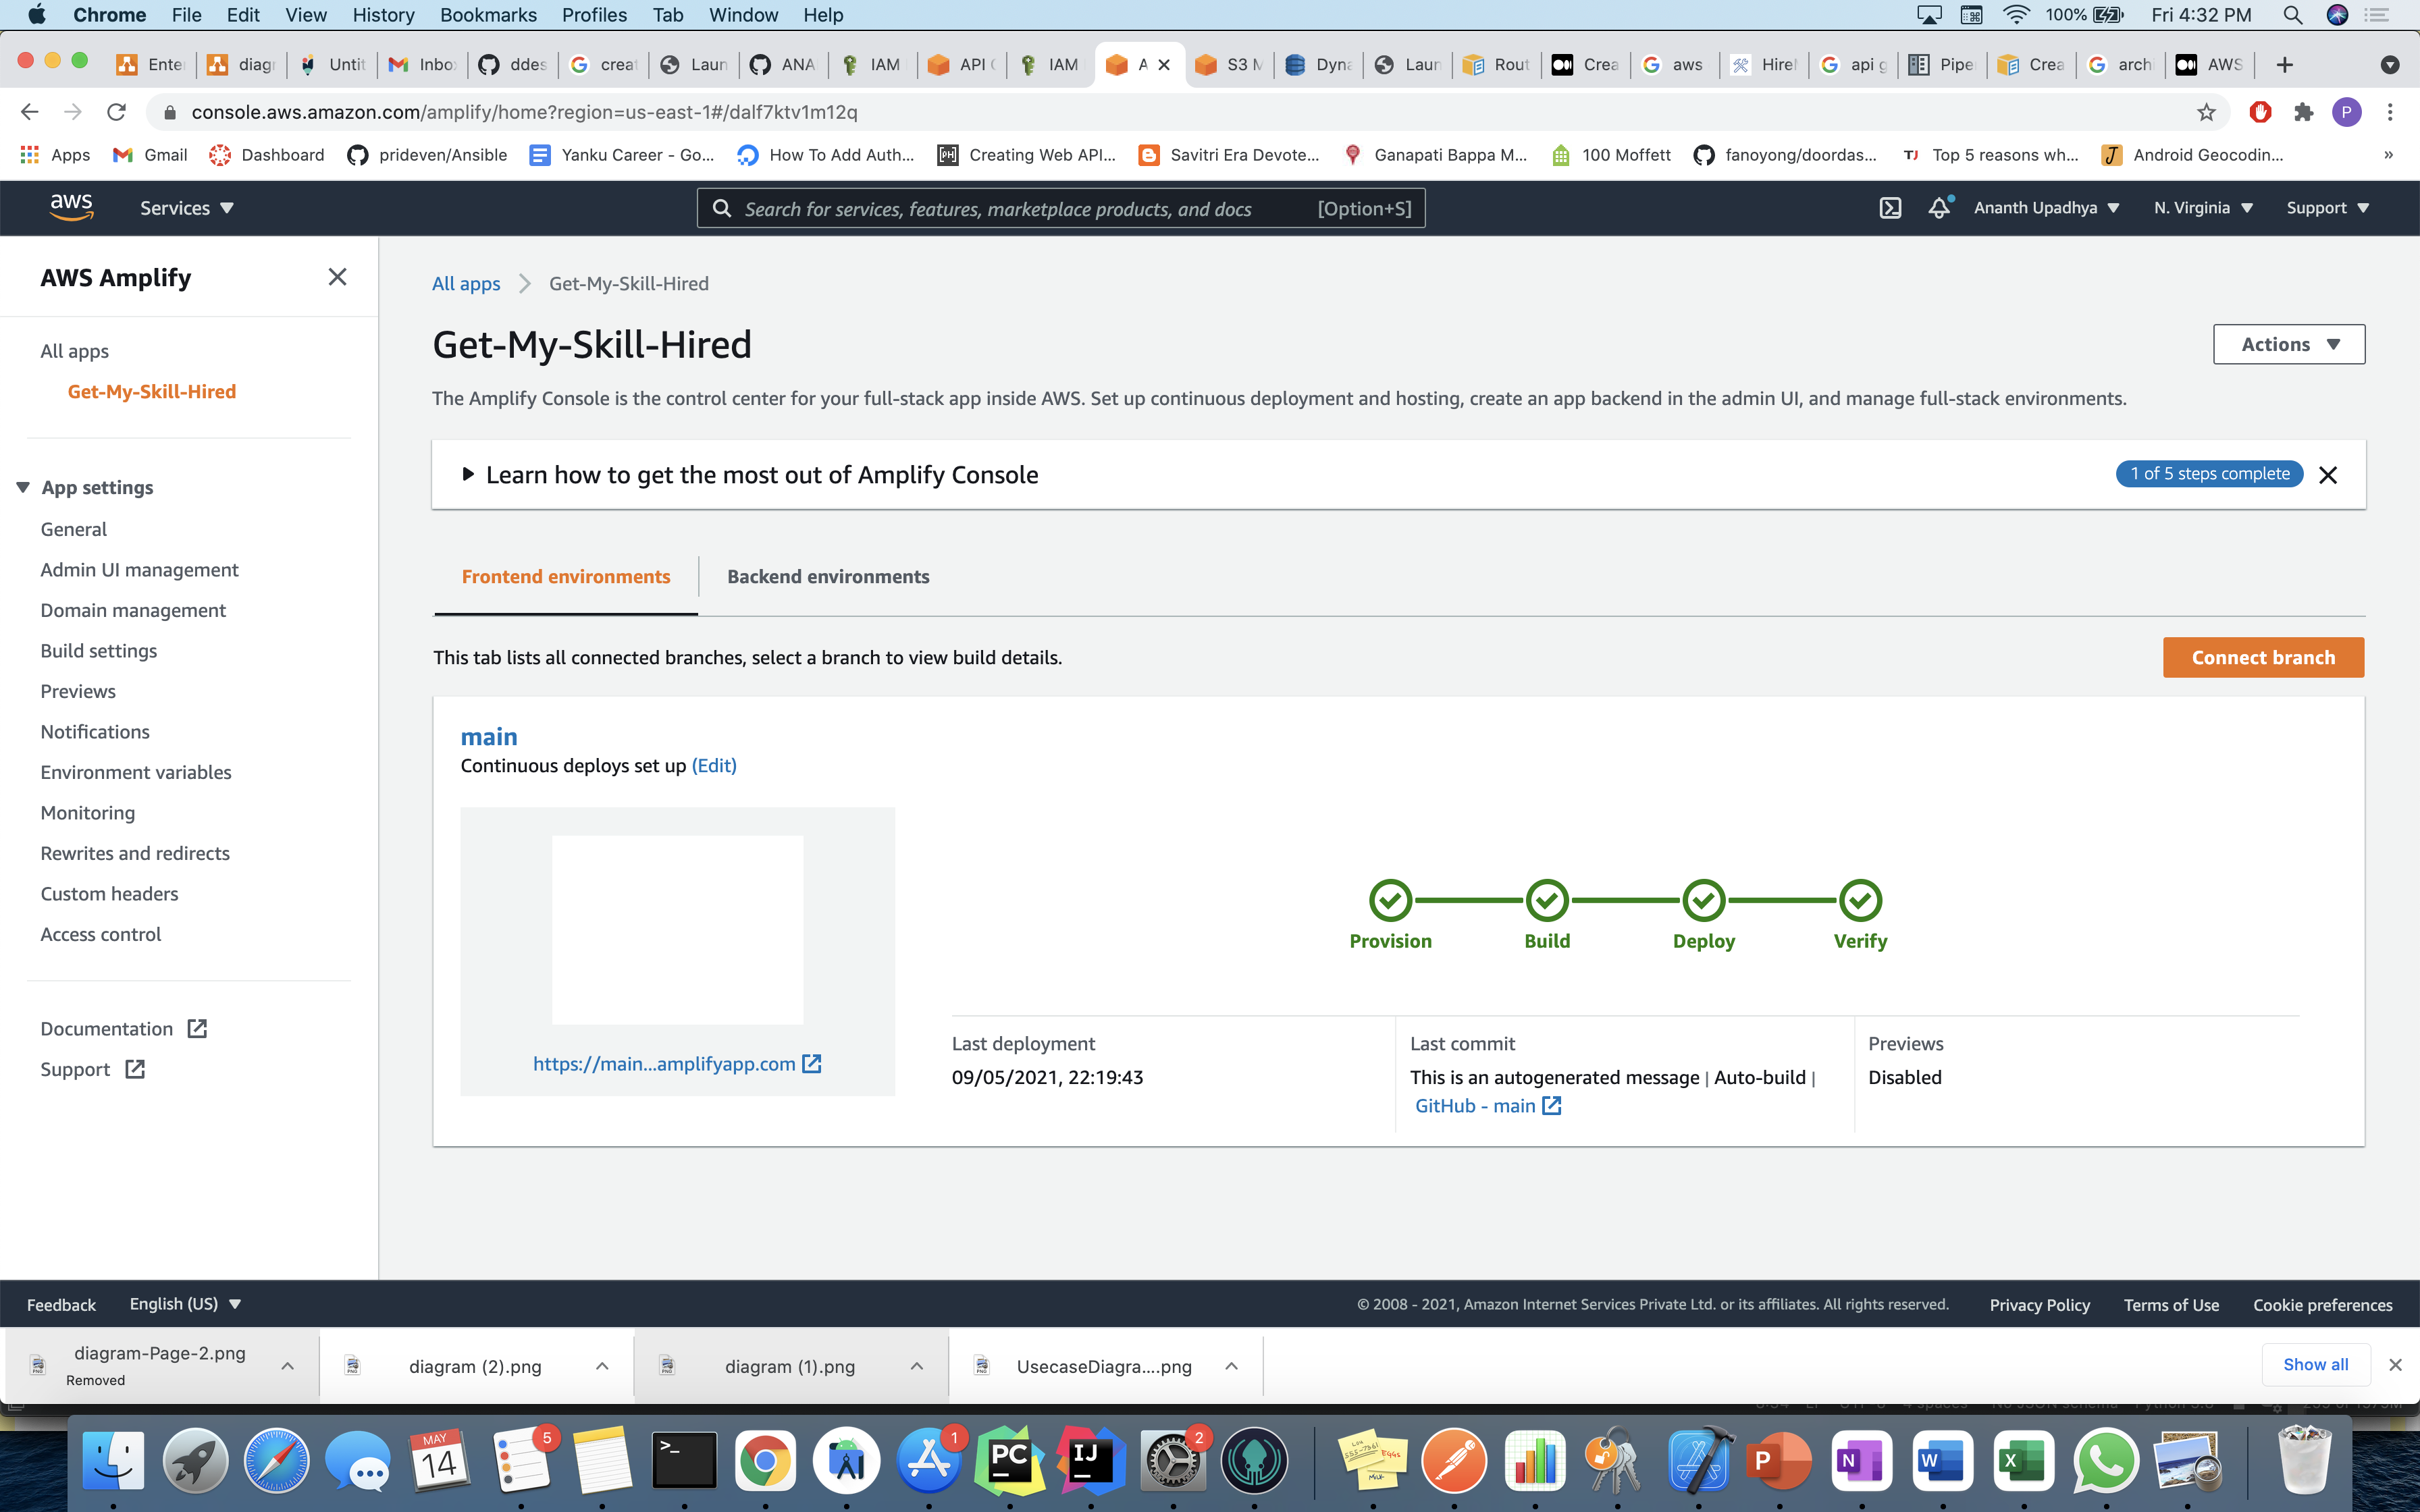 Chrome File Edit View History Bookmarks Profiles Tab Window Help 100% Fri 4:32 PM
Ente diagr Untit Inbo ddes creat Laun ANA IAM API IAM A S3 M Dyna Laun Rout Crea aws Hire api g Pipe Crea archi AWS
console.aws.amazon.com/amplify/home?region=us-east-1#/dalf7ktv1m12q P
Apps Gmail Dashboard prideven/Ansible Yanku Career - Go... How To Add Auth... Creating Web API... Savitri Era Devote... Ganapati Bappa M... 100 Moffett fanoyong/doordas... TJ Top 5 reasons wh... Android Geocodin... »
aws Services Search for services, features, marketplace products, and docs [Option+S] Ananth Upadhya N. Virginia Support
AWS Amplify
All apps
Get-My-Skill-Hired
App settings
General
Admin UI management
Domain management
Build settings
Previews
Notifications
Environment variables
Monitoring
Rewrites and redirects
Custom headers
Access control
Documentation
Support
All apps Get-My-Skill-Hired
Get-My-Skill-Hired
Actions
The Amplify Console is the control center for your full-stack app inside AWS. Set up continuous deployment and hosting, create an app backend in the admin UI, and manage full-stack environments.
Learn how to get the most out of Amplify Console 1 of 5 steps complete
Frontend environments Backend environments
This tab lists all connected branches, select a branch to view build details. Connect branch
main
Continuous deploys set up (Edit)
Provision Build Deploy Verify
https://main...amplifyapp.com
Last deployment
09/05/2021, 22:19:43
Last commit
This is an autogenerated message | Auto-build |
GitHub - main
Previews
Disabled
Feedback English (US) © 2008 - 2021, Amazon Internet Services Private Ltd. or its affiliates. All rights reserved. Privacy Policy Terms of Use Cookie preferences
diagram-Page-2.png
Removed
diagram (2).png diagram (1).png UsecaseDiagra....png Show all
MAY
14
5 1 PC IJ 2 P N W X